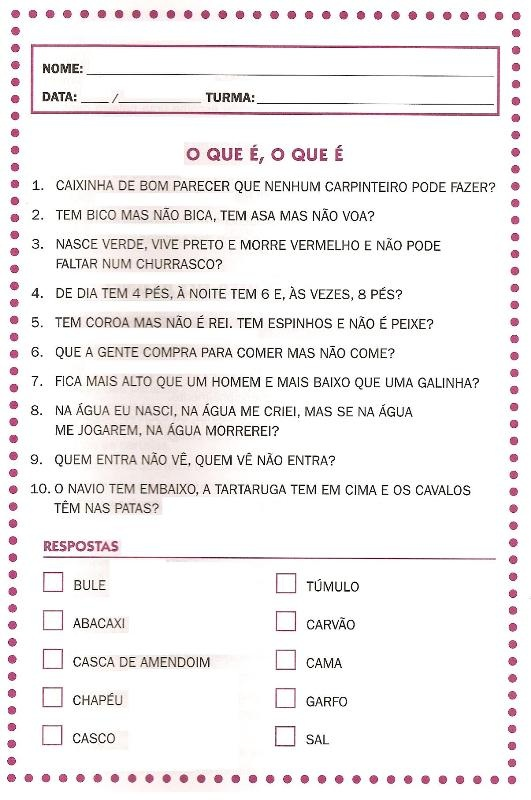 NOME:
DATA: / TURMA:
O QUE É, O QUE É
1. CAIXINHA DE BOM PARECER QUE NENHUM CARPINTEIRO PODE FAZER?
2. TEM BICO MAS NÃO BICA, TEM ASA MAS NÃO VOA?
3. NASCE VERDE, VIVE PRETO E MORRE VERMELHO E NÃO PODE
FALTAR NUM CHURRASCO?
4. DE DIA TEM 4 PÉS, À NOITE TEM 6 E, ÀS VEZES, 8 PÉS?
5. TEM COROA MAS NÃO É REI. TEM ESPINHOS E NÃO É PEIXE?
6. QUE A GENTE COMPRA PARA COMER MAS NÃO COME?
7. FICA MAIS ALTO QUE UM HOMEM E MAIS BAIXO QUE UMA GALINHA?
8. NA ÁGUA EU NASCI, NA ÁGUA ME CRIEI, MAS SE NA ÁGUA
ME JOGAREM, NA ÁGUA MORREREI?
9. QUEM ENTRA NÃO VÊ, QUEM VÊ NÃO ENTRA?
10. O NAVIO TEM EMBAIXO, A TARTARUGA TEM EM CIMA E OS CAVALOS
TÊM NAS PATAS?
RESPOSTAS
BULE
ABACAXI
CASCA DE AMENDOIM
CHAPÉU
CASCO
TÚMULO
CARVÃO
CAMA
GARFO
SAL